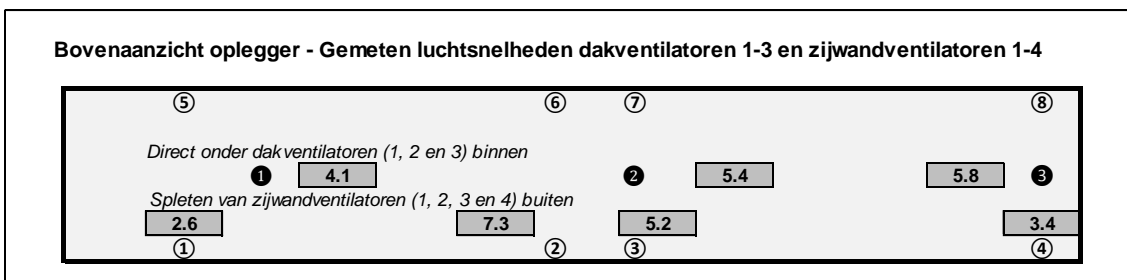 Bovenaanzicht oplegger - Gemeten luchtsnelheden dakventilatoren 1-3 en zijwandventilatoren 1-4
⑤ ⑥ ⑦ ⑧
Direct onder dakventilatoren (1, 2 en 3) binnen
❶ 4.1 ❷ 5.4 5.8 ❸
Spleten van zijwandventilatoren (1, 2, 3 en 4) buiten
2.6 7.3 5.2 3.4
① ② ③ ④